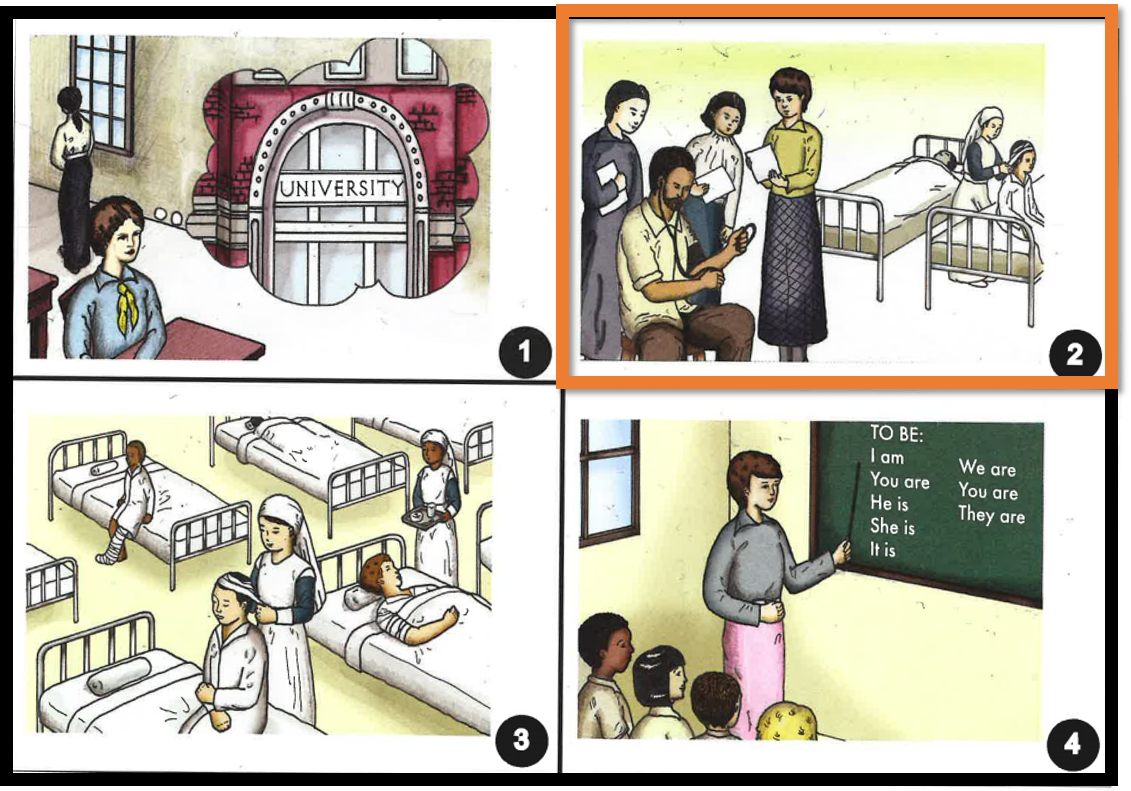 UNIVERSITY
1
2
3
TO BE:
I am
You are
He is
She is
It is
We are
You are
They are
4